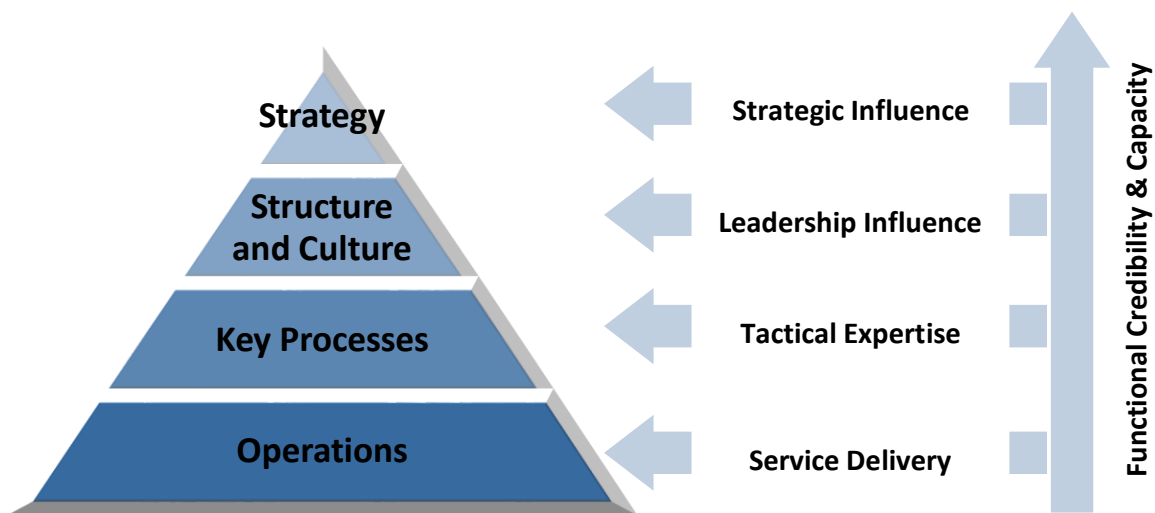 Strategy
Strategic Influence
Structure
and Culture
Leadership Influence
Key Processes
Tactical Expertise
Operations
Service Delivery
Functional Credibility & Capacity